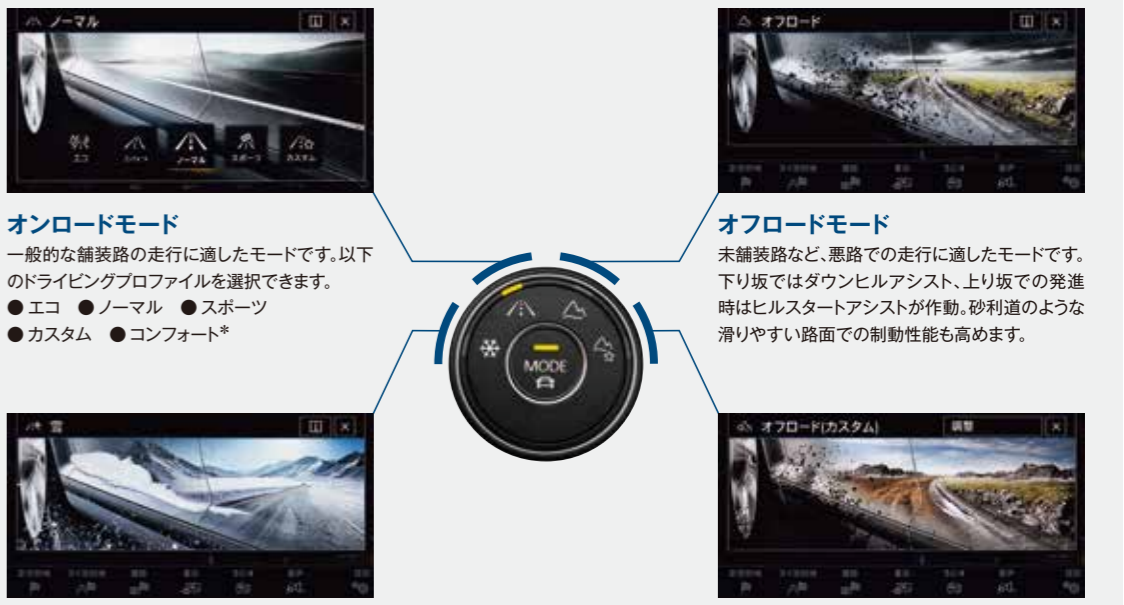 ノーマル
エコ
ノーマル
スポーツ
カスタム
オンロードモード
一般的な舗装路の走行に適したモードです。以下
のドライビングプロファイルを選択できます。
● エコ ● ノーマル ● スポーツ
● カスタム ● コンフォート*
雪
MODE
オフロード
オフロードモード
未舗装路など、悪路での走行に適したモードです。
下り坂ではダウンヒルアシスト、上り坂での発進
時はヒルスタートアシストが作動。砂利道のような
滑りやすい路面での制動性能も高めます。
オフロード(カスタム) 調整